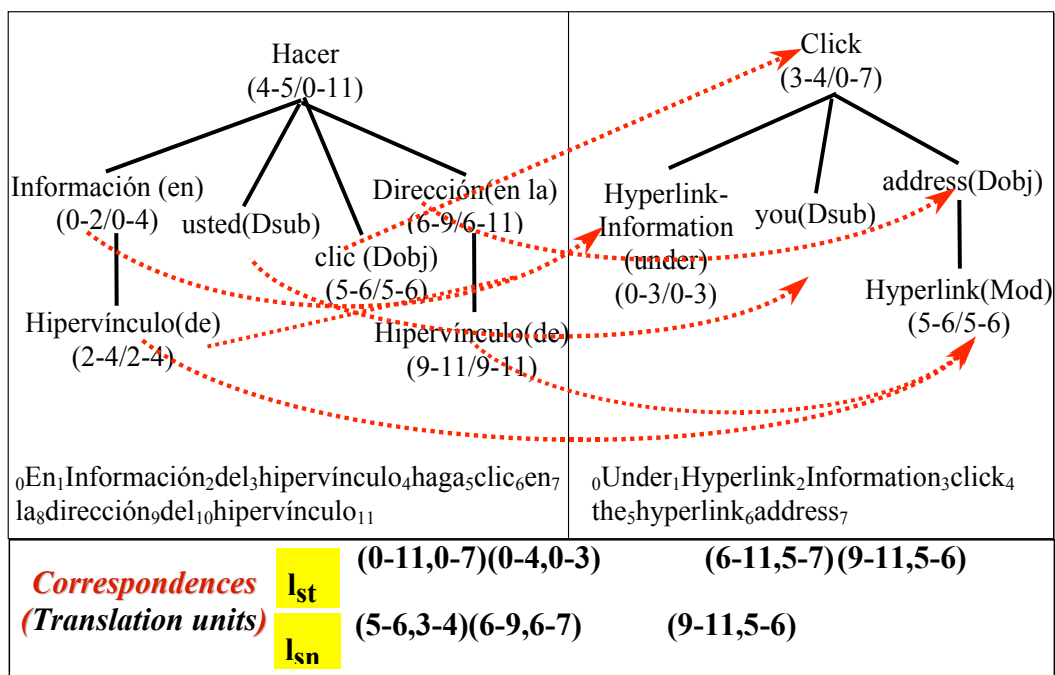 Hacer
(4-5/0-11)
Información (en)
(0-2/0-4)
usted(Dsub)
clic (Dobj)
(5-6/5-6)
Dirección(en la)
(6-9/6-11)
Hipervínculo(de)
(2-4/2-4)
Hipervínculo(de)
(9-11/9-11)
0En1Información2del3hipervínculo4haga5clic6en7
la8dirección9del10hipervínculo11
Click
(3-4/0-7)
Hyperlink-
Information
(under)
(0-3/0-3)
you(Dsub)
address(Dobj)
Hyperlink(Mod)
(5-6/5-6)
0Under1Hyperlink2Information3click4
the5hyperlink6address7
Correspondences
(Translation units)
lst
(0-11,0-7)(0-4,0-3) (6-11,5-7)(9-11,5-6)
lsn
(5-6,3-4)(6-9,6-7) (9-11,5-6)